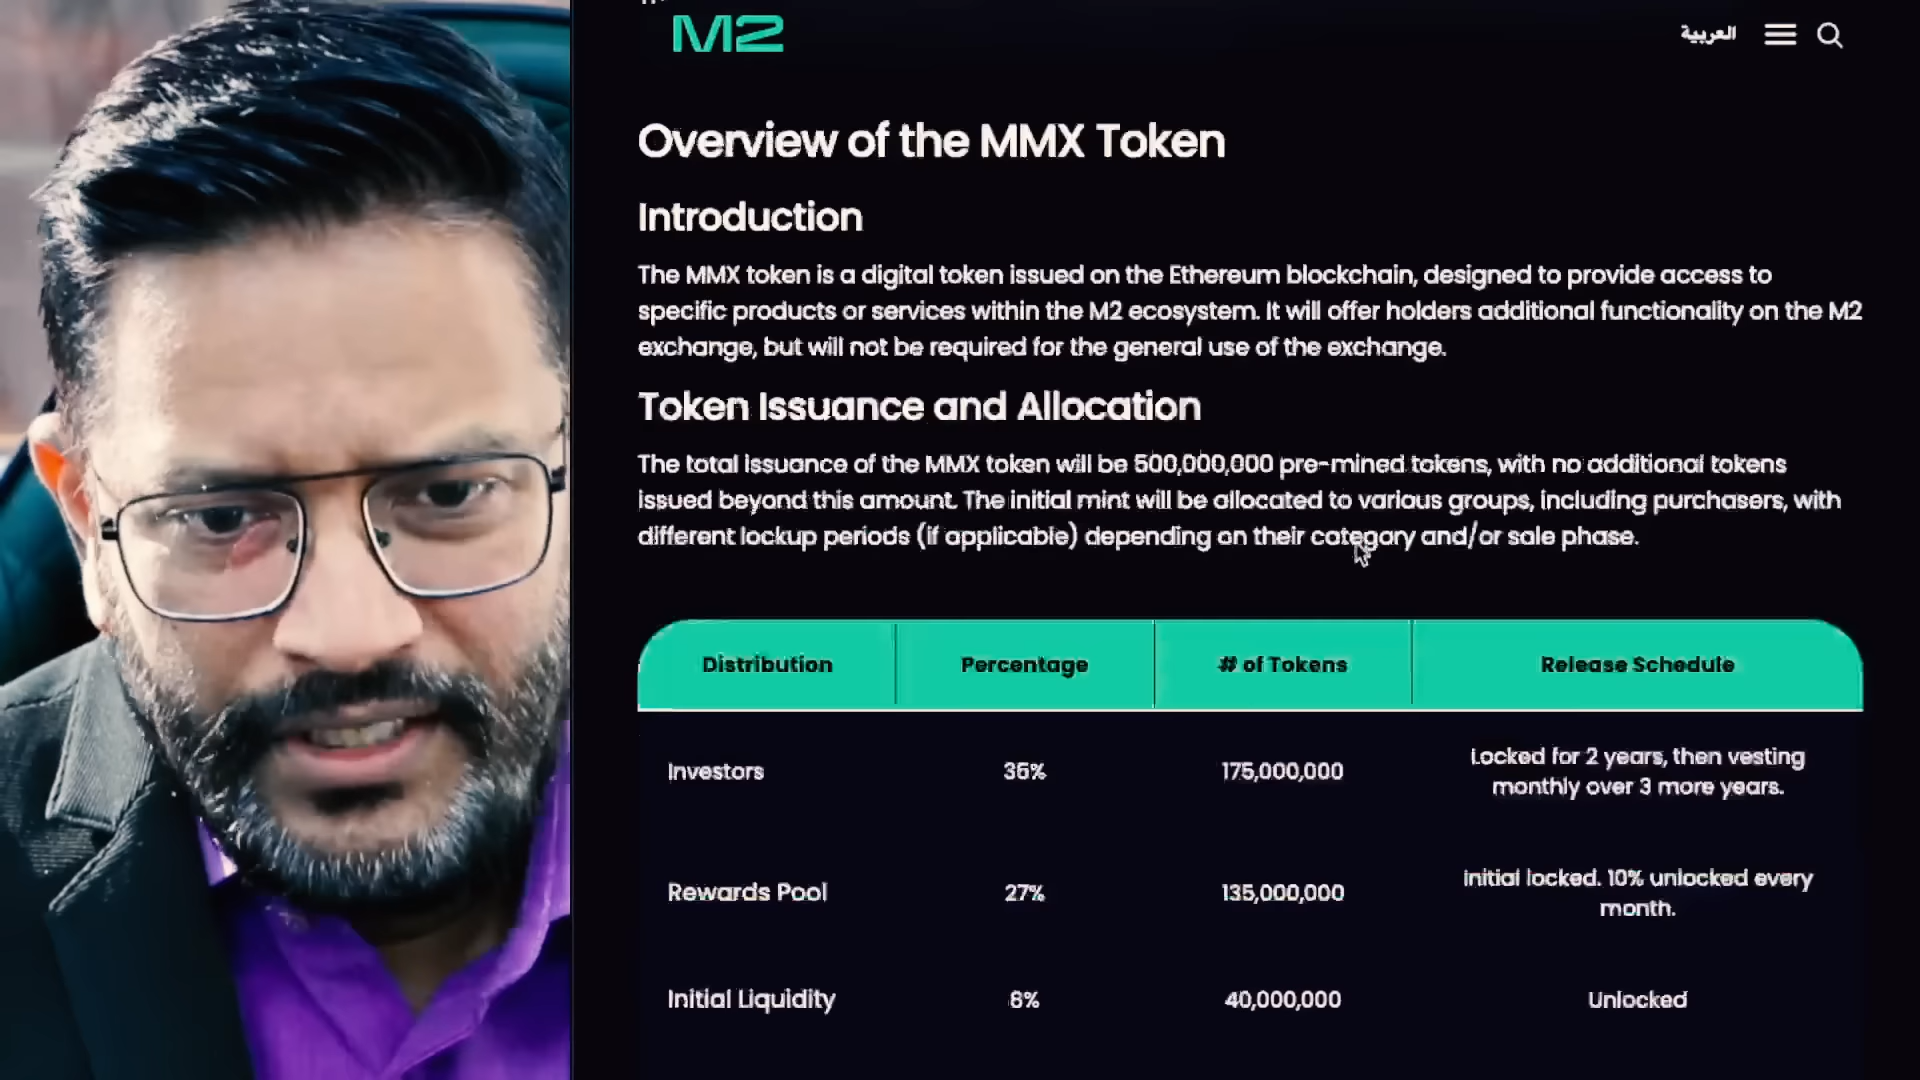 M2
العربية
Overview of the MMX Token
Introduction
The MMX token is a digital token issued on the Ethereum blockchain, designed to provide access to
specific products or services within the M2 ecosystem. It will offer holders additional functionality on the M2
exchange, but will not be required for the general use of the exchange.
Token Issuance and Allocation
The total issuance of the MMX token will be 500,000,000 pre-mined tokens, with no additional tokens
issued beyond this amount. The initial mint will be allocated to various groups, including purchasers, with
different lockup periods (if applicable) depending on their category and/or sale phase.
Distribution Percentage # of Tokens Release Schedule
Investors 35% 175,000,000 Locked for 2 years, then vesting
monthly over 3 more years.
Rewards Pool 27% 135,000,000 Initial locked. 10% unlocked every
month.
Initial Liquidity 8% 40,000,000 Unlocked